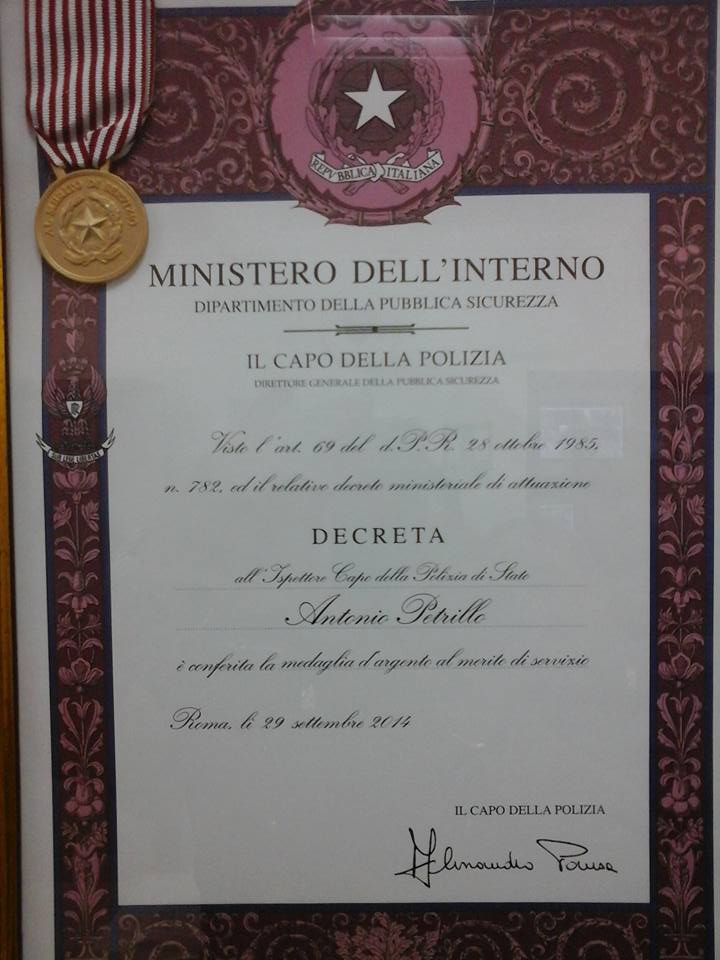 REPVBBLICA ITALIANA
MINISTERO DELL'INTERNO
DIPARTIMENTO DELLA PUBBLICA SICUREZZA
IL CAPO DELLA POLIZIA
DIRETTORE GENERALE DELLA PUBBLICA SICUREZZA
SUB LEGE LIBERTAS
Visto l'art. 69 del d.P.R. 28 ottobre 1985,
n. 782, ed il relativo decreto ministeriale di attuazione
DECRETA
all'Ispettore Capo della Polizia di Stato
Antonio Petrillo
è conferita la medaglia d'argento al merito di servizio
Roma, lì 29 settembre 2014
IL CAPO DELLA POLIZIA